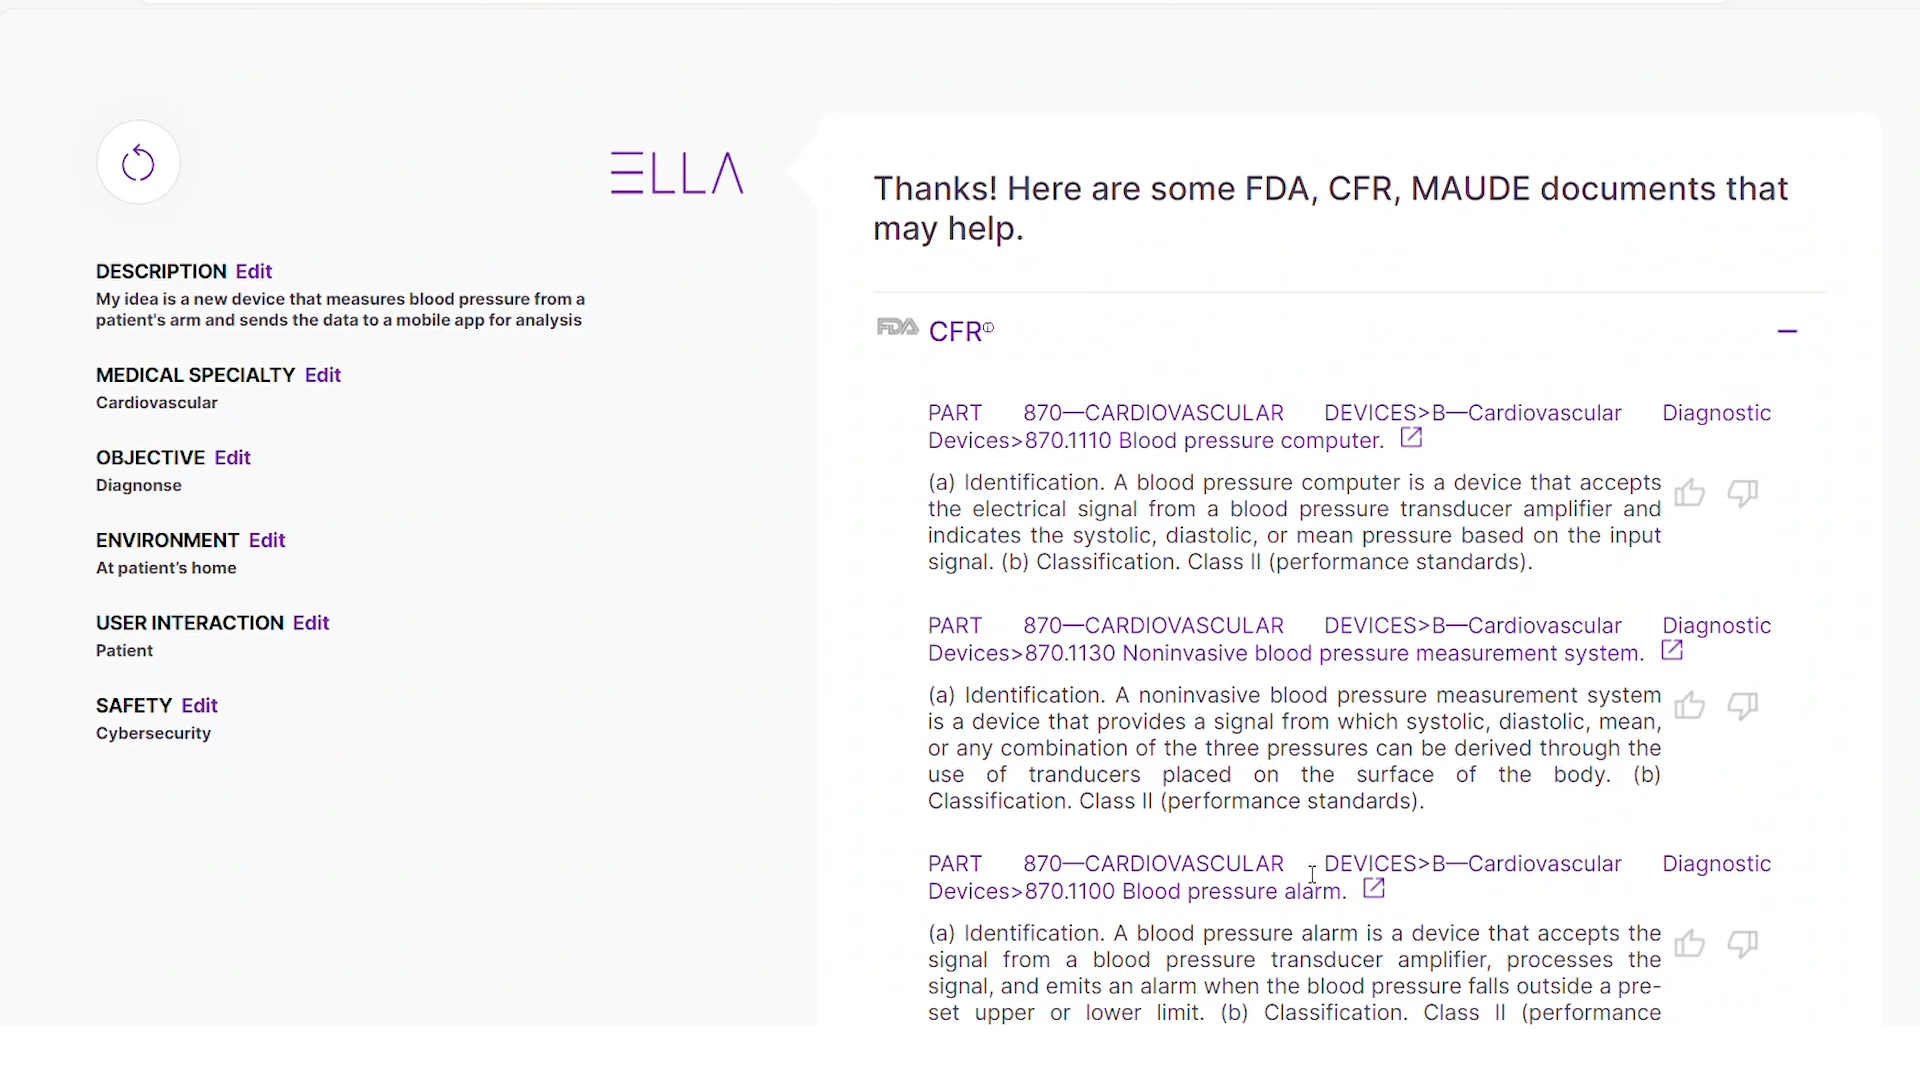 ELLA
DESCRIPTION Edit
My idea is a new device that measures blood pressure from a
patient's arm and sends the data to a mobile app for analysis
MEDICAL SPECIALTY Edit
Cardiovascular
OBJECTIVE Edit
Diagnonse
ENVIRONMENT Edit
At patient's home
USER INTERACTION Edit
Patient
SAFETY Edit
Cybersecurity
Thanks! Here are some FDA, CFR, MAUDE documents that
may help.
FDA CFRⓘ
PART 870—CARDIOVASCULAR DEVICES>B—Cardiovascular Diagnostic
Devices>870.1110 Blood pressure computer.
(a) Identification. A blood pressure computer is a device that accepts
the electrical signal from a blood pressure transducer amplifier and
indicates the systolic, diastolic, or mean pressure based on the input
signal. (b) Classification. Class II (performance standards).
PART 870—CARDIOVASCULAR DEVICES>B—Cardiovascular Diagnostic
Devices>870.1130 Noninvasive blood pressure measurement system.
(a) Identification. A noninvasive blood pressure measurement system
is a device that provides a signal from which systolic, diastolic, mean,
or any combination of the three pressures can be derived through the
use of tranducers placed on the surface of the body. (b)
Classification. Class II (performance standards).
PART 870—CARDIOVASCULAR DEVICES>B—Cardiovascular Diagnostic
Devices>870.1100 Blood pressure alarm.
(a) Identification. A blood pressure alarm is a device that accepts the
signal from a blood pressure transducer amplifier, processes the
signal, and emits an alarm when the blood pressure falls outside a pre-
set upper or lower limit. (b) Classification. Class II (performance